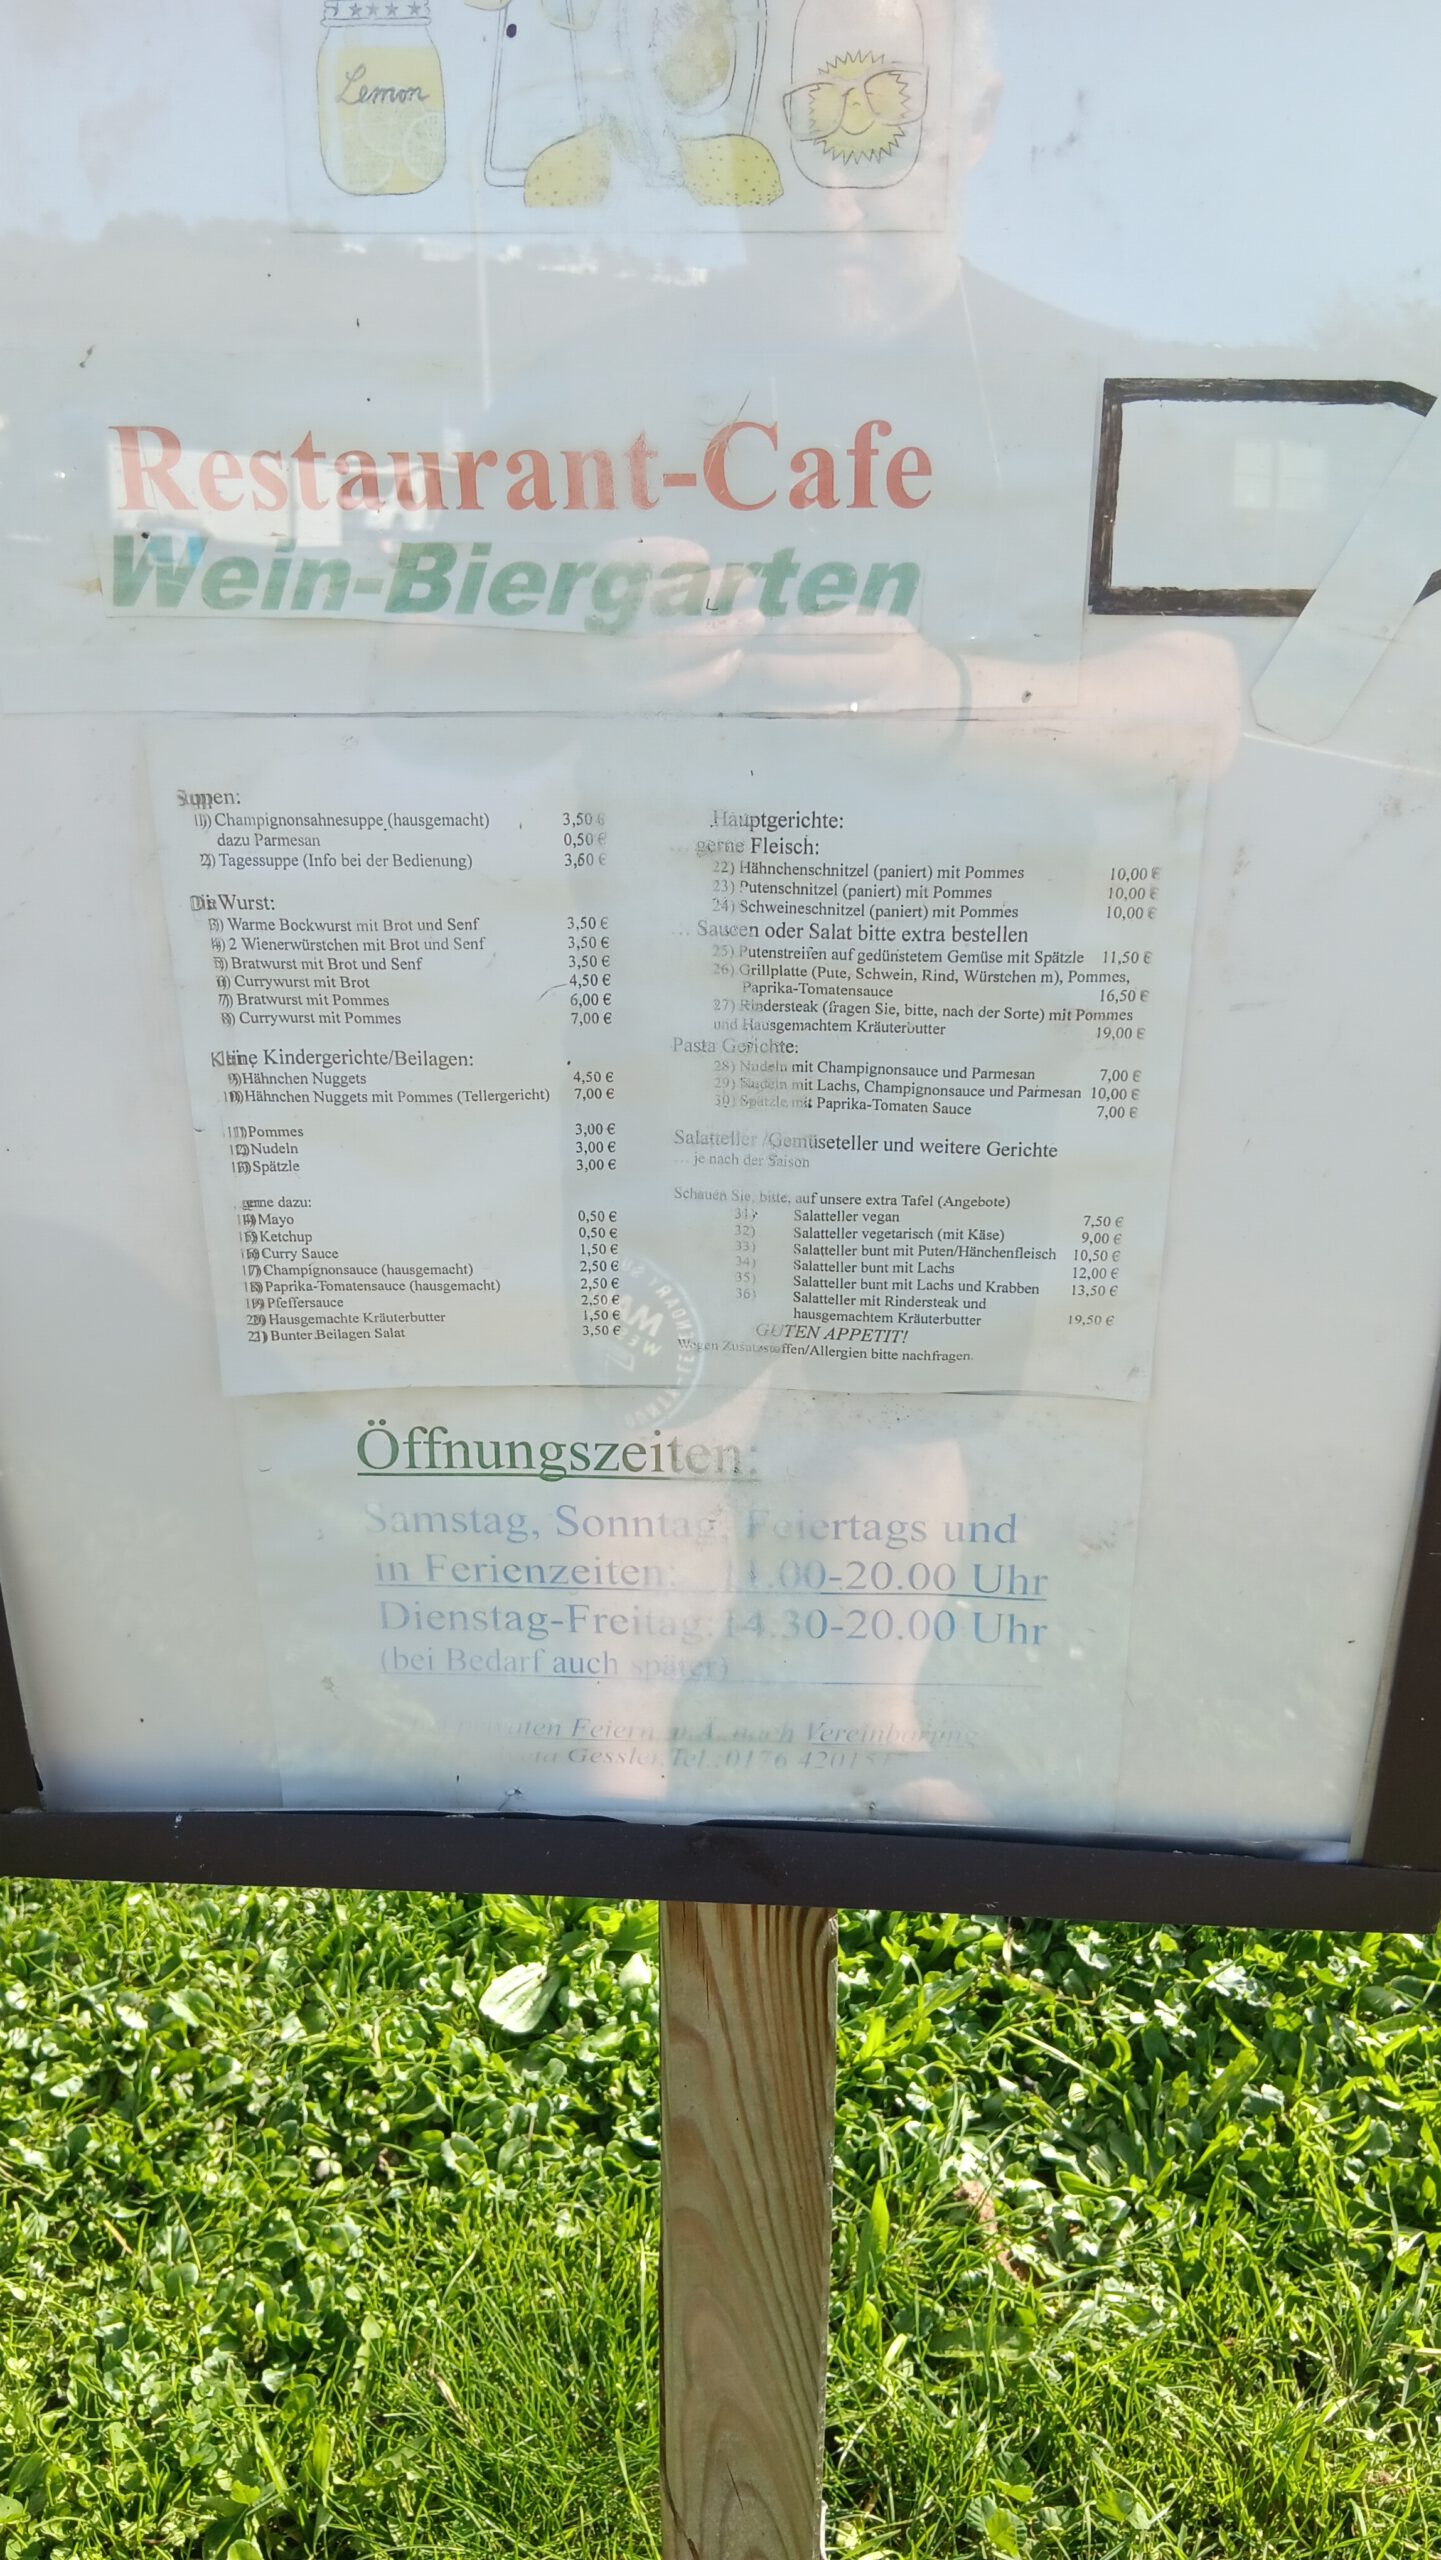 Lemon
Restaurant-Cafe
Wein-Biergarten
Suppen:
1) Champignonsahnesuppe (hausgemacht) 3,50 €
dazu Parmesan 0,50 €
2) Tagessuppe (Info bei der Bedienung) 3,60 €
Die Wurst:
3) Warme Bockwurst mit Brot und Senf 3,50 €
4) 2 Wienerwürstchen mit Brot und Senf 3,50 €
5) Bratwurst mit Brot und Senf 3,50 €
6) Currywurst mit Brot 4,50 €
7) Bratwurst mit Pommes 6,00 €
8) Currywurst mit Pommes 7,00 €
Kleine Kindergerichte/Beilagen:
9) Hähnchen Nuggets 4,50 €
10) Hähnchen Nuggets mit Pommes (Tellergericht) 7,00 €
11) Pommes 3,00 €
12) Nudeln 3,00 €
13) Spätzle 3,00 €
gerne dazu:
14) Mayo 0,50 €
15) Ketchup 0,50 €
16) Curry Sauce 1,50 €
17) Champignonsauce (hausgemacht) 2,50 €
18) Paprika-Tomatensauce (hausgemacht) 2,50 €
19) Pfeffersauce 2,50 €
20) Hausgemachte Kräuterbutter 1,50 €
21) Bunter Beilagen Salat 3,50 €
Hauptgerichte:
... gerne Fleisch:
22) Hähnchenschnitzel (paniert) mit Pommes 10,00 €
23) Putenschnitzel (paniert) mit Pommes 10,00 €
24) Schweineschnitzel (paniert) mit Pommes 10,00 €
... Saucen oder Salat bitte extra bestellen
25) Putenstreifen auf gedünstetem Gemüse mit Spätzle 11,50 €
26) Grillplatte (Pute, Schwein, Rind, Würstchen m), Pommes,
Paprika-Tomatensauce 16,50 €
27) Rindersteak (fragen Sie, bitte, nach der Sorte) mit Pommes
und Hausgemachtem Kräuterbutter 19,00 €
Pasta Gerichte:
28) Nudeln mit Champignonsauce und Parmesan 7,00 €
29) Nudeln mit Lachs, Champignonsauce und Parmesan 10,00 €
30) Spätzle mit Paprika-Tomaten Sauce 7,00 €
Salatteller /Gemüseteller und weitere Gerichte
... je nach der Saison
Schauen Sie, bitte, auf unsere extra Tafel (Angebote)
31) Salatteller vegan 7,50 €
32) Salatteller vegetarisch (mit Käse) 9,00 €
33) Salatteller bunt mit Puten/Hänchenfleisch 10,50 €
34) Salatteller bunt mit Lachs 12,00 €
35) Salatteller bunt mit Lachs und Krabben 13,50 €
36) Salatteller mit Rindersteak und
hausgemachtem Kräuterbutter 19,50 €
GUTEN APPETIT!
Wegen Zusatzstoffen/Allergien bitte nachfragen.
Öffnungszeiten:
Samstag, Sonntag, Feiertags und
in Ferienzeiten: 11.00-20.00 Uhr
Dienstag-Freitag: 14.30-20.00 Uhr
(bei Bedarf auch später)
privaten Feiern u.Ä. nach Vereinbarung
Gessler Tel.:0176